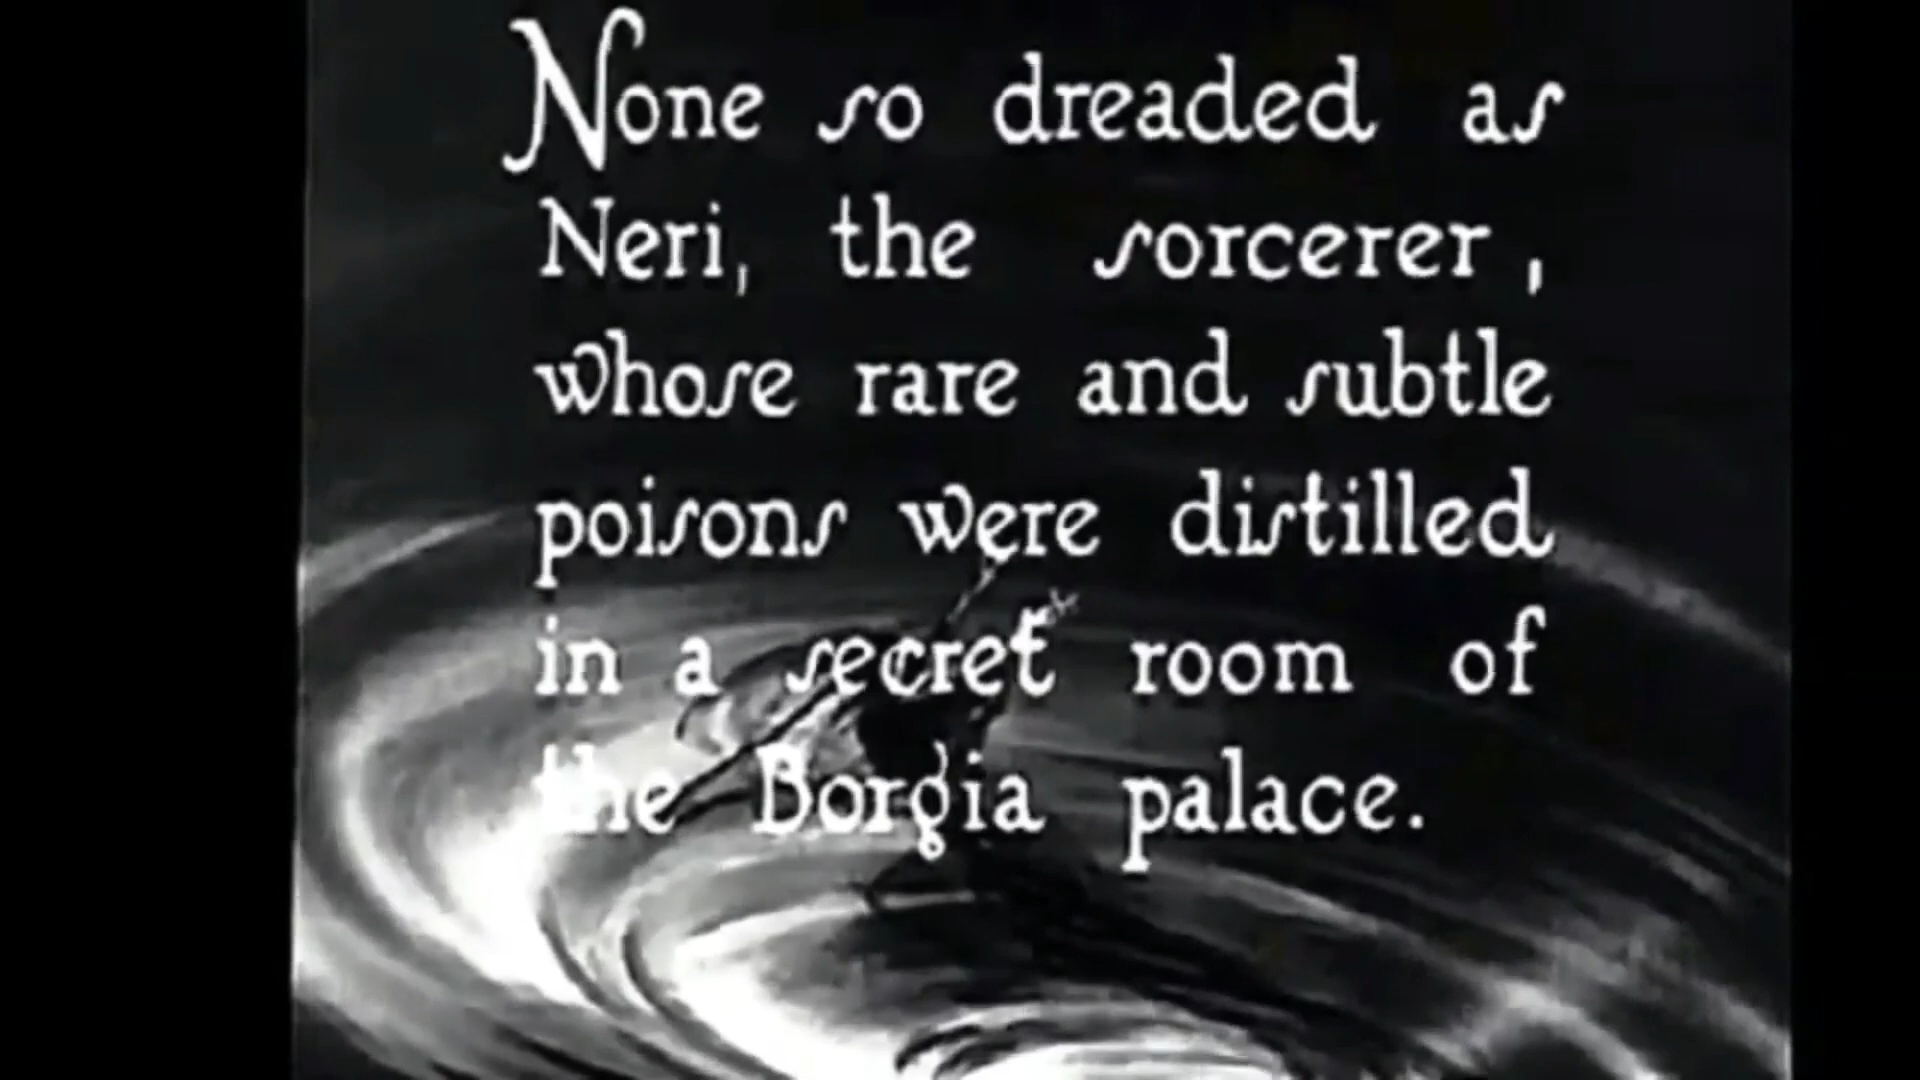 None so dreaded as
Neri, the sorcerer,
whose rare and subtle
poisons were distilled
in a secret room of
the Borgia palace.